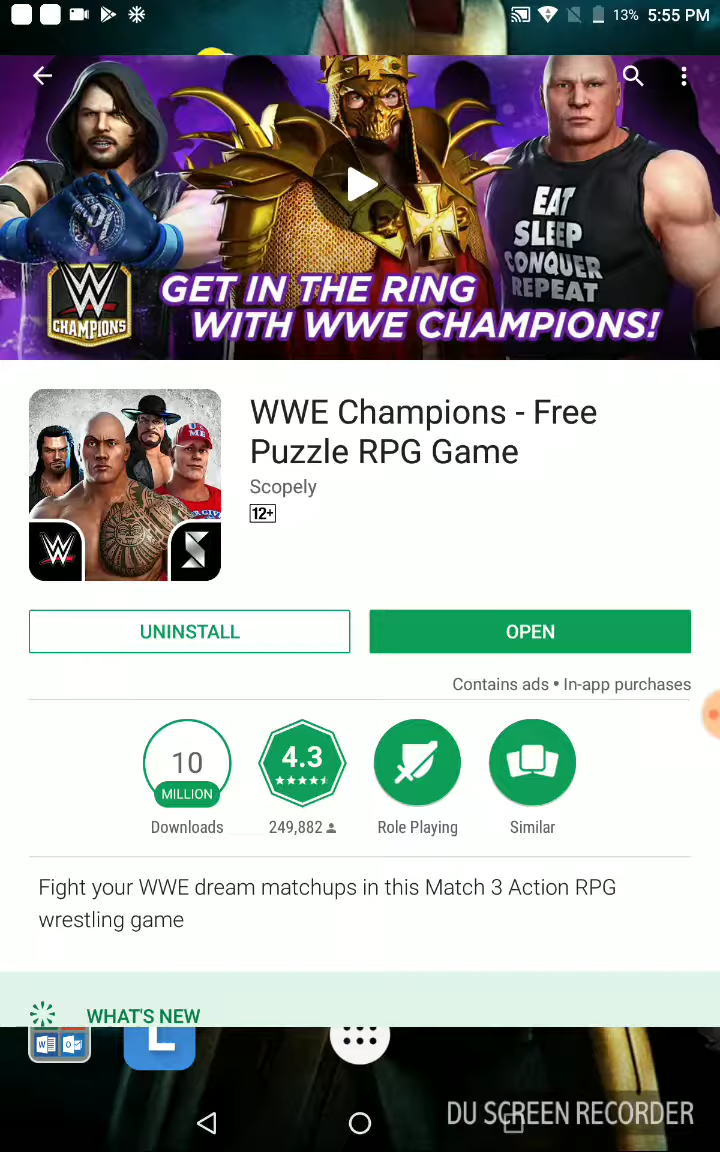 13% 5:55 PM
EAT
SLEEP
CONQUER
REPEAT
W
CHAMPIONS
GET IN THE RING
WITH WWE CHAMPIONS!
WWE Champions - Free
Puzzle RPG Game
Scopely
12+
U
ME
W
UNINSTALL
OPEN
Contains ads • In-app purchases
10
MILLION
4.3
Downloads
249,882
Role Playing
Similar
Fight your WWE dream matchups in this Match 3 Action RPG
wrestling game
WHAT'S NEW
L
DU SCREEN RECORDER